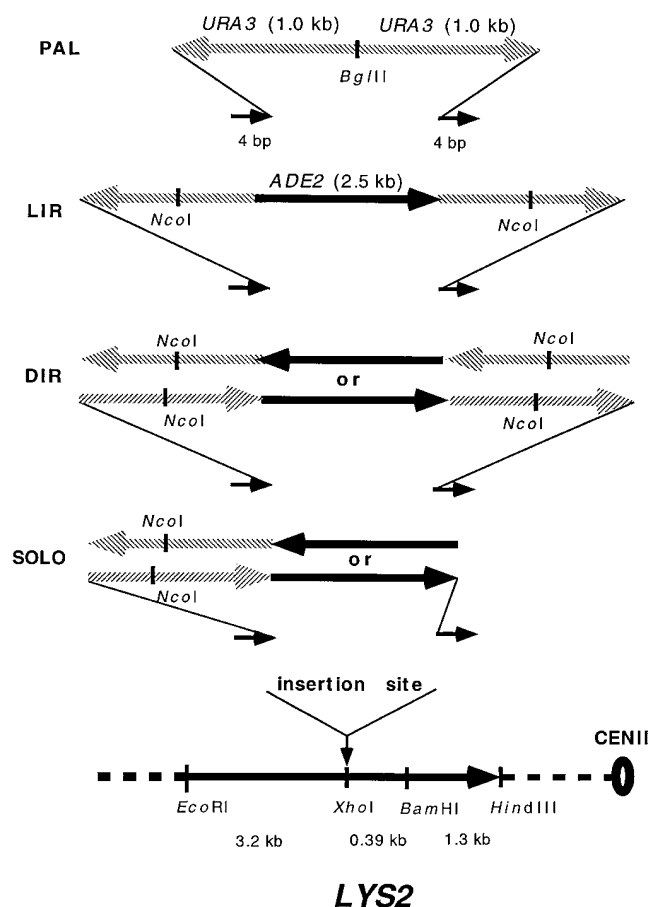 URA3 (1.0 kb) URA3 (1.0 kb)
PAL
BglII
4 bp 4 bp
ADE2 (2.5 kb)
LIR
NcoI NcoI
NcoI NcoI
DIR
or
NcoI NcoI
NcoI
SOLO
or
NcoI
insertion site
CENII
EcoRI XhoI BamHI HindIII
3.2 kb 0.39 kb 1.3 kb
LYS2